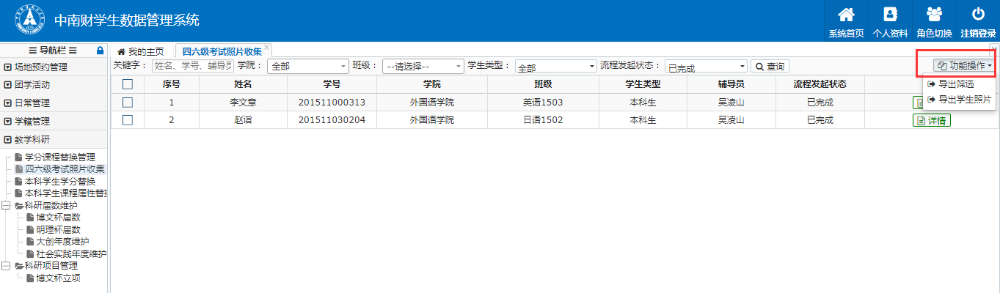 中南财学生数据管理系统
系统首页 个人资料 角色切换 注销登录
导航栏
我的主页 四六级考试照片收集
关键字： 姓名、学号、辅导员 学院： 全部 班级： --请选择-- 学生类型： 全部 流程发起状态： 已完成 查询 功能操作
导出筛选
导出学生照片
场地预约管理
团学活动
日常管理
学籍管理
教学科研
学分课程替换管理
四六级考试照片收集
本科学生学分替换
本科学生课程属性替换
科研届数维护
博文杯届数
明理杯届数
大创年度维护
社会实践年度维护
科研项目管理
博文杯立项
序号 姓名 学号 学院 班级 学生类型 辅导员 流程发起状态
1 李文意 201511000313 外国语学院 英语1503 本科生 吴凌山 已完成
2 赵诣 201511030204 外国语学院 日语1502 本科生 吴凌山 已完成 详情